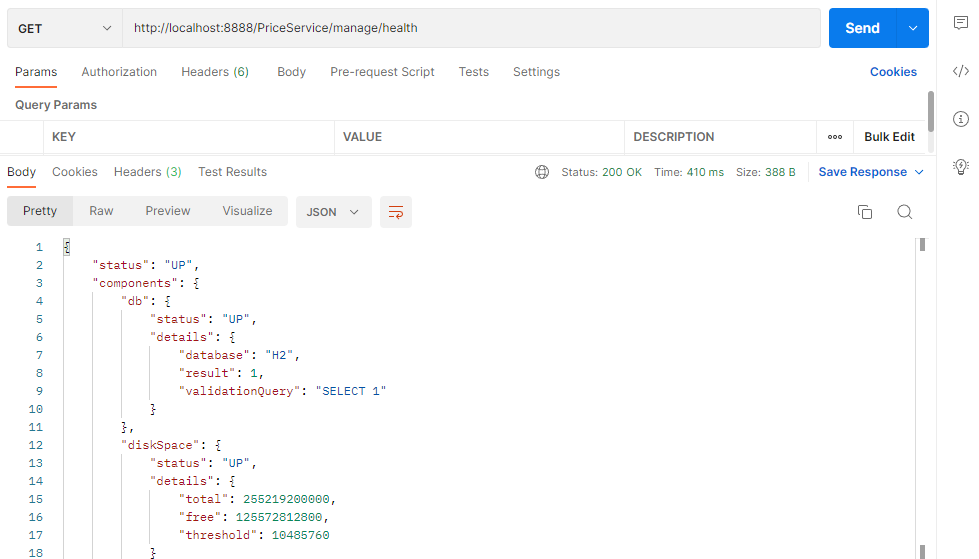 GET http://localhost:8888/PriceService/manage/health Send
Params Authorization Headers (6) Body Pre-request Script Tests Settings Cookies
Query Params
KEY VALUE DESCRIPTION Bulk Edit
Body Cookies Headers (3) Test Results Status: 200 OK Time: 410 ms Size: 388 B Save Response
Pretty Raw Preview Visualize JSON
1 {
2 "status": "UP",
3 "components": {
4 "db": {
5 "status": "UP",
6 "details": {
7 "database": "H2",
8 "result": 1,
9 "validationQuery": "SELECT 1"
10 }
11 },
12 "diskSpace": {
13 "status": "UP",
14 "details": {
15 "total": 255219200000,
16 "free": 125572812800,
17 "threshold": 10485760
18 }